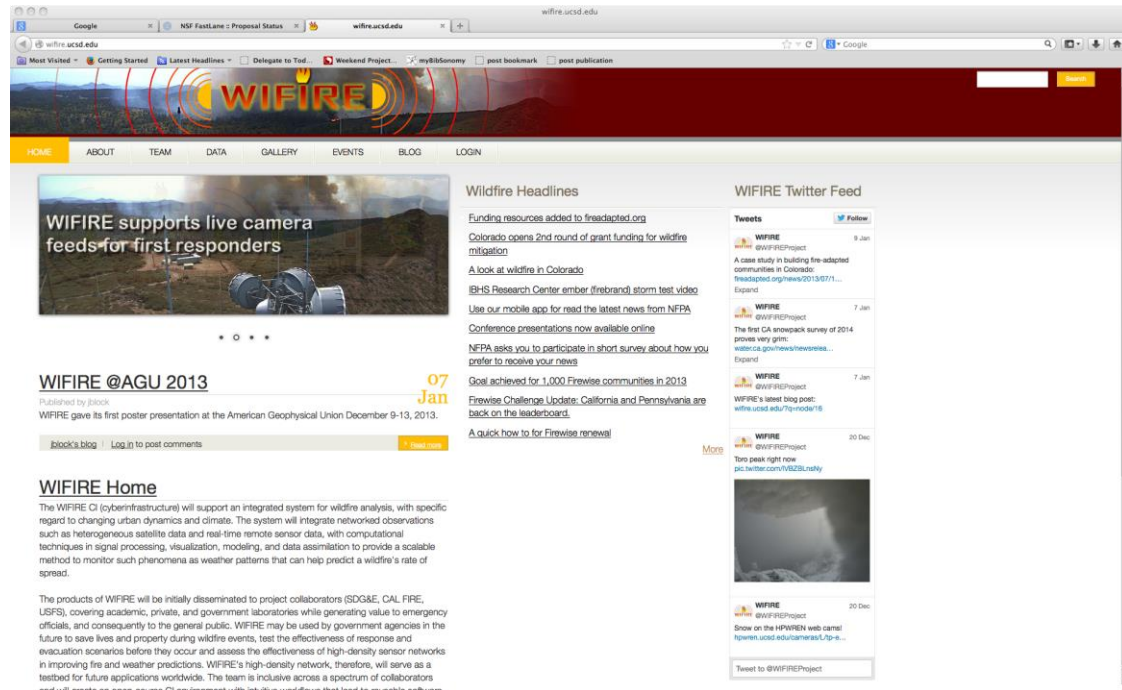 wifire.ucsd.edu
Google
NSF FastLane :: Proposal Status
wifire.ucsd.edu
wifire.ucsd.edu
Google
Most Visited
Getting Started
Latest Headlines
Delegate to Tod...
Weekend Project...
myBibSonomy
post bookmark
post publication
WIFIRE
Search
HOME
ABOUT
TEAM
DATA
GALLERY
EVENTS
BLOG
LOGIN
WIFIRE supports live camera
feeds for first responders
WIFIRE @AGU 2013
07
Jan
Published by jblock
WIFIRE gave its first poster presentation at the American Geophysical Union December 9-13, 2013.
jblock's blog
Log in to post comments
Read more
WIFIRE Home
The WIFIRE CI (cyberinfrastructure) will support an integrated system for wildfire analysis, with specific
regard to changing urban dynamics and climate. The system will integrate networked observations
such as heterogeneous satellite data and real-time remote sensor data, with computational
techniques in signal processing, visualization, modeling, and data assimilation to provide a scalable
method to monitor such phenomena as weather patterns that can help predict a wildfire's rate of
spread.
The products of WIFIRE will be initially disseminated to project collaborators (SDG&E, CAL FIRE,
USFS), covering academic, private, and government laboratories while generating value to emergency
officials, and consequently to the general public. WIFIRE may be used by government agencies in the
future to save lives and property during wildfire events, test the effectiveness of response and
evacuation scenarios before they occur and assess the effectiveness of high-density sensor networks
in improving fire and weather predictions. WIFIRE's high-density network, therefore, will serve as a
testbed for future applications worldwide. The team is inclusive across a spectrum of collaborators
Wildfire Headlines
Funding resources added to fireadapted.org
Colorado opens 2nd round of grant funding for wildfire
mitigation
A look at wildfire in Colorado
IBHS Research Center ember (firebrand) storm test video
Use our mobile app for read the latest news from NFPA
Conference presentations now available online
NFPA asks you to participate in short survey about how you
prefer to receive your news
Goal achieved for 1,000 Firewise communities in 2013
Firewise Challenge Update: California and Pennsylvania are
back on the leaderboard.
A quick how to for Firewise renewal
More
WIFIRE Twitter Feed
Tweets
Follow
WIFIRE
9 Jan
@WIFIREProject
A case study in building fire-adapted
communities in Colorado:
fireadapted.org/news/2013/07/1...
Expand
WIFIRE
7 Jan
@WIFIREProject
The first CA snowpack survey of 2014
proves very grim:
water.ca.gov/news/newsrelea...
Expand
WIFIRE
7 Jan
@WIFIREProject
WIFIRE's latest blog post:
wifire.ucsd.edu/?q=node/16
WIFIRE
20 Dec
@WIFIREProject
Toro peak right now
WIFIRE
20 Dec
@WIFIREProject
Snow on the HPWREN web cams!
hpwren.ucsd.edu/cameras/L/tp-e...
Tweet to @WIFIREProject